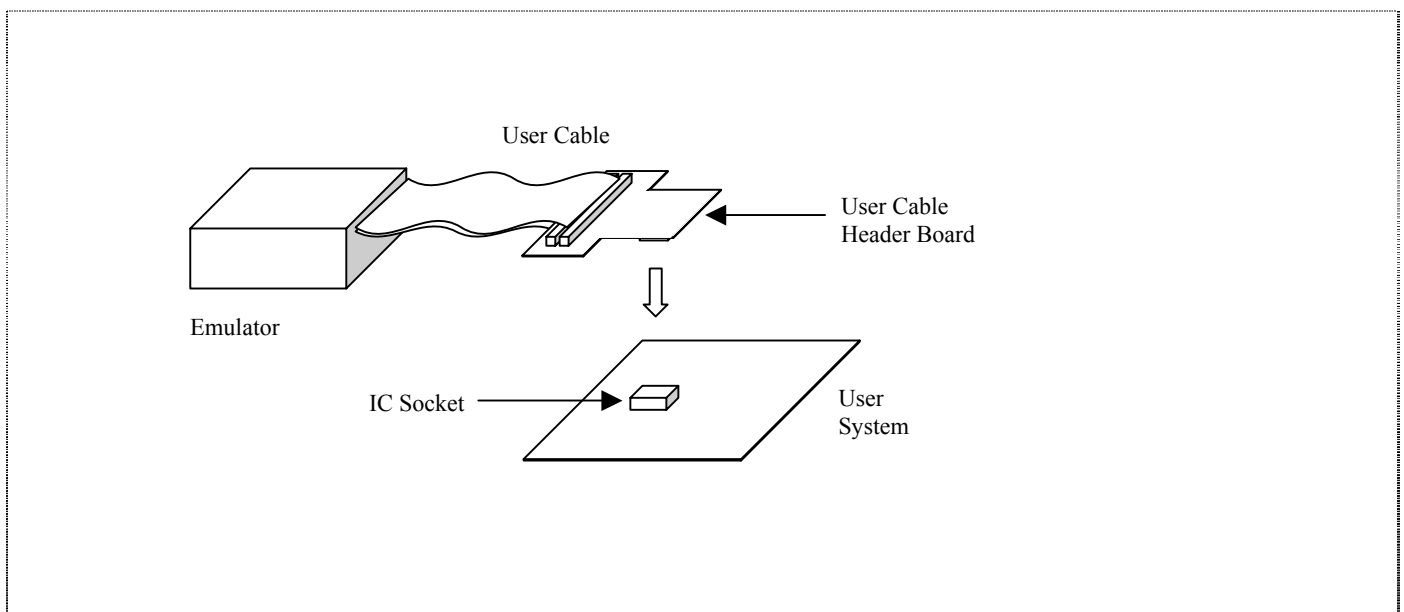 User Cable
User Cable
Header Board
Emulator
IC Socket
User
System